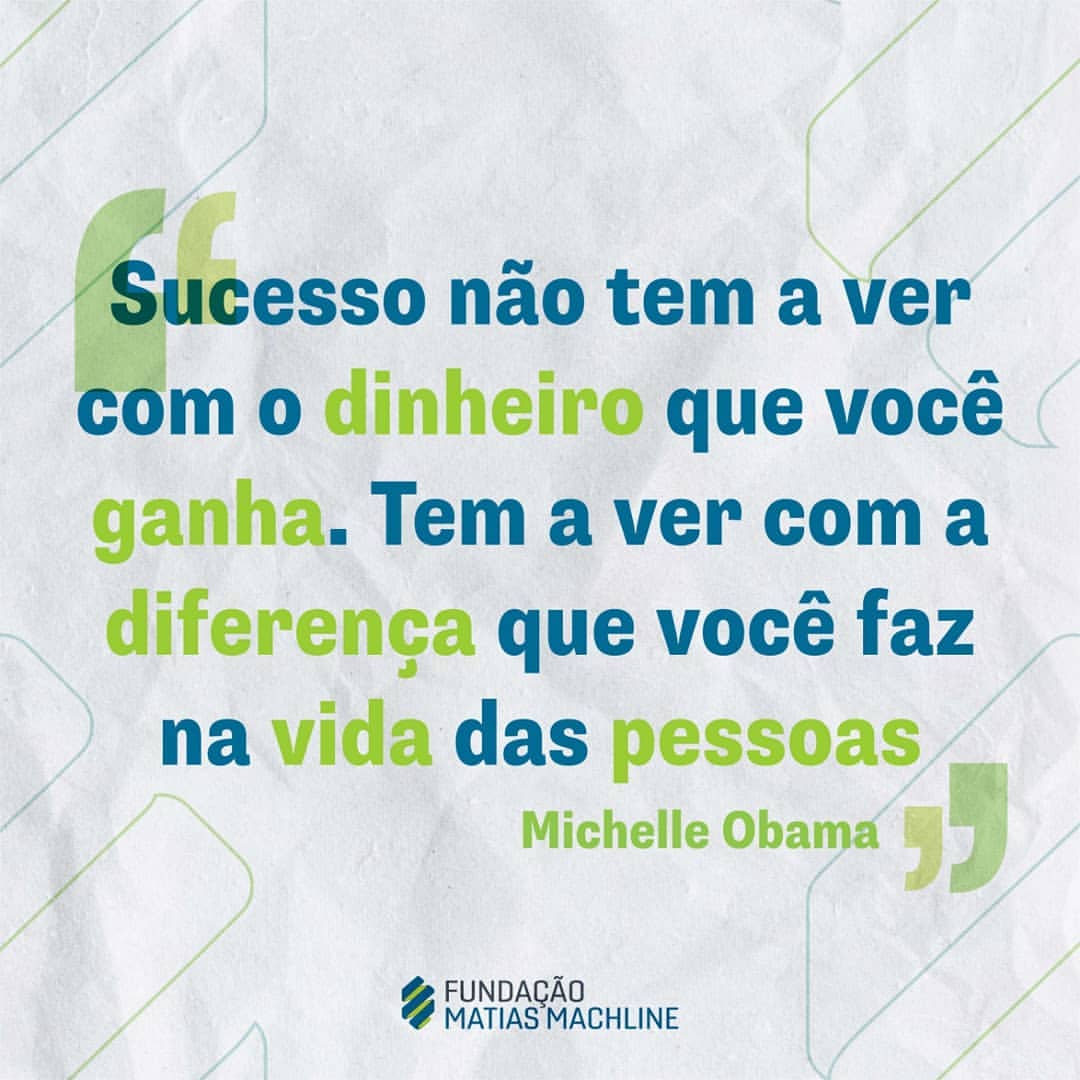 Sucesso não tem a ver
com o dinheiro que você
ganha. Tem a ver com a
diferença que você faz
na vida das pessoas
Michelle Obama
FUNDAÇÃO
MATIAS MACHLINE